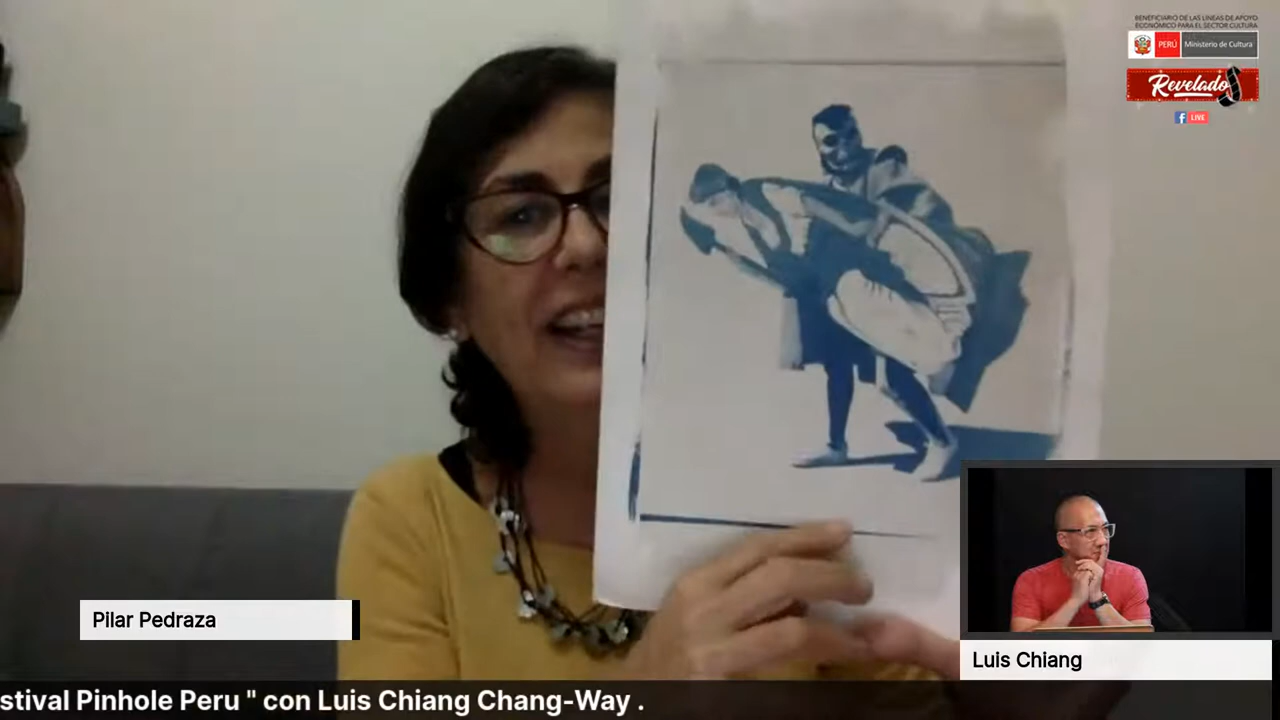 BENEFICIARIO DE LAS LÍNEAS DE APOYO
ECONÓMICO PARA EL SECTOR CULTURA
PERÚ Ministerio de Cultura
Revelados
f LIVE
Pilar Pedraza
Luis Chiang
stival Pinhole Peru " con Luis Chiang Chang-Way .